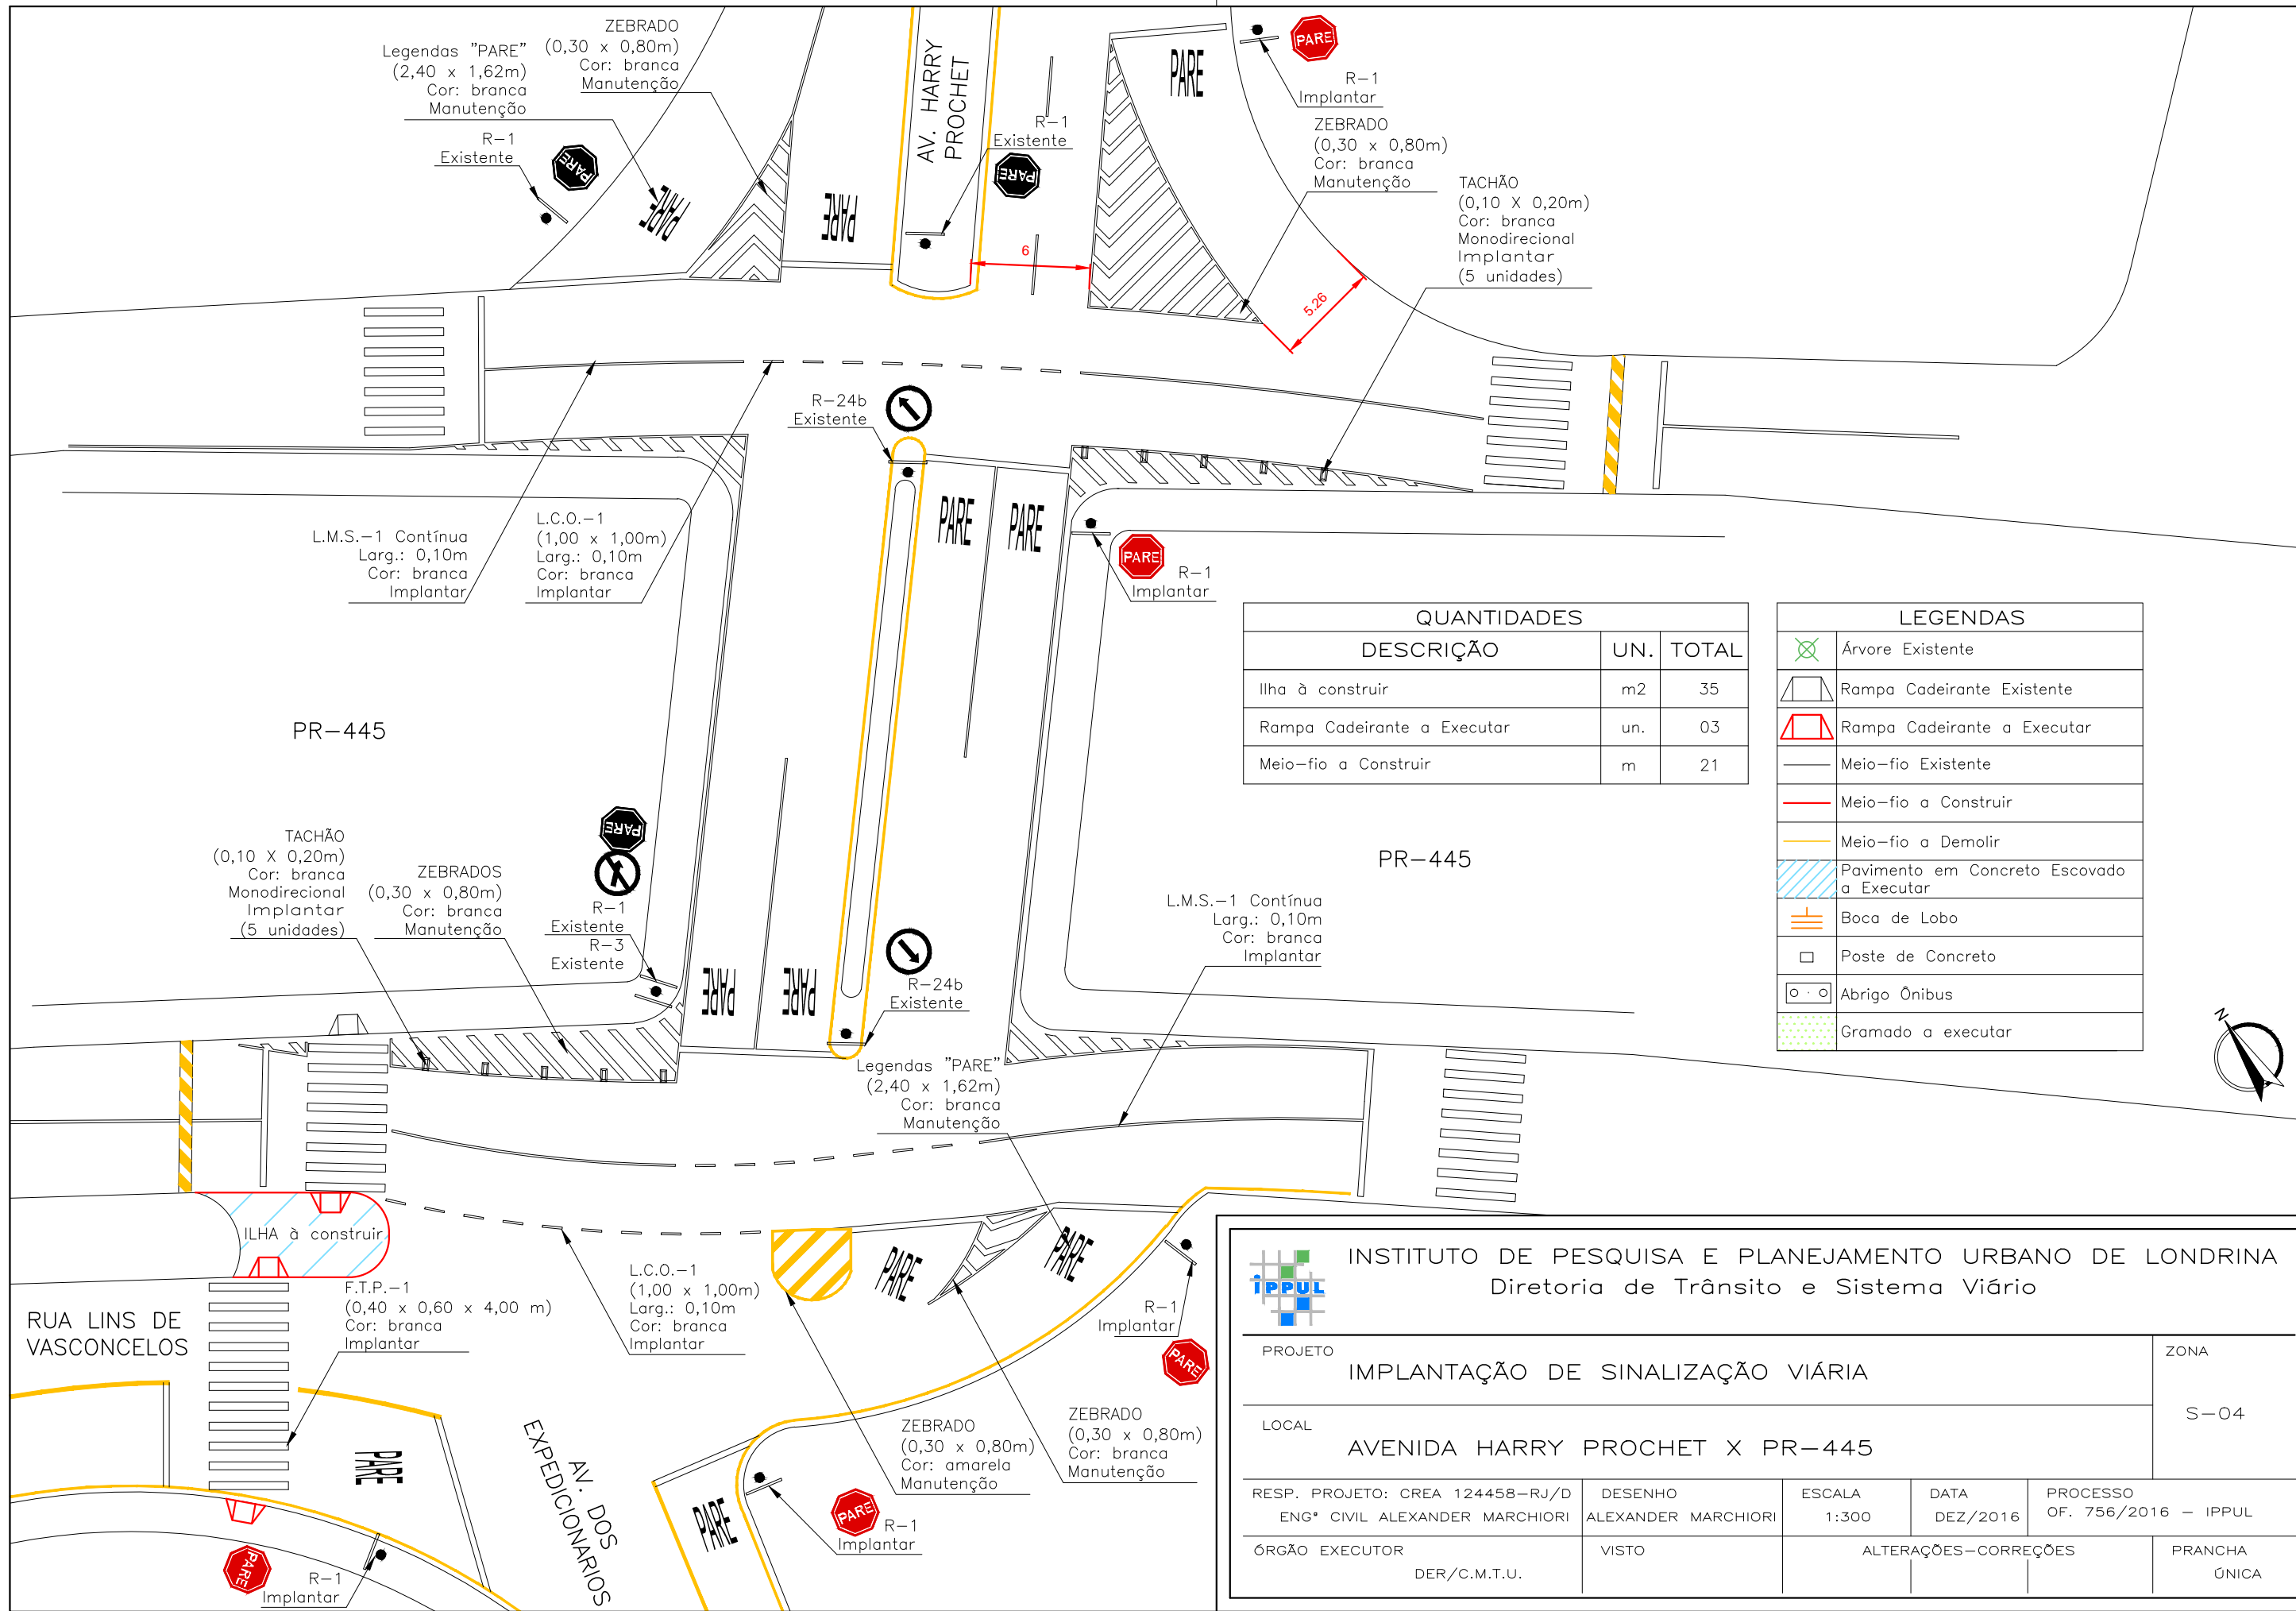 ZEBRADO
(0,30 x 0,80m)
Cor: branca
Manutenção
Legendas "PARE"
(2,40 x 1,62m)
Cor: branca
Manutenção
R-1
Existente
PARE
PARE
PARE
AV. HARRY
PROCHET
R-1
Existente
PARE
6
PARE
PARE
R-1
Implantar
ZEBRADO
(0,30 x 0,80m)
Cor: branca
Manutenção
TACHÃO
(0,10 X 0,20m)
Cor: branca
Monodirecional
Implantar
(5 unidades)
5.26
R-24b
Existente
L.M.S.-1 Contínua
Larg.: 0,10m
Cor: branca
Implantar
L.C.O.-1
(1,00 x 1,00m)
Larg.: 0,10m
Cor: branca
Implantar
PARE
PARE
PARE
R-1
Implantar
PR-445
QUANTIDADES
DESCRIÇÃO UN. TOTAL
Ilha à construir m2 35
Rampa Cadeirante a Executar un. 03
Meio-fio a Construir m 21
LEGENDAS
Árvore Existente
Rampa Cadeirante Existente
Rampa Cadeirante a Executar
Meio-fio Existente
Meio-fio a Construir
Meio-fio a Demolir
Pavimento em Concreto Escovado
a Executar
Boca de Lobo
Poste de Concreto
Abrigo Ônibus
Gramado a executar
N
PR-445
TACHÃO
(0,10 X 0,20m)
Cor: branca
Monodirecional
Implantar
(5 unidades)
ZEBRADOS
(0,30 x 0,80m)
Cor: branca
Manutenção
PARE
R-1
Existente
R-3
Existente
PARE
PARE
R-24b
Existente
L.M.S.-1 Contínua
Larg.: 0,10m
Cor: branca
Implantar
Legendas "PARE"
(2,40 x 1,62m)
Cor: branca
Manutenção
ILHA à construir
RUA LINS DE
VASCONCELOS
F.T.P.-1
(0,40 x 0,60 x 4,00 m)
Cor: branca
Implantar
L.C.O.-1
(1,00 x 1,00m)
Larg.: 0,10m
Cor: branca
Implantar
PARE
PARE
R-1
Implantar
PARE
ZEBRADO
(0,30 x 0,80m)
Cor: amarela
Manutenção
ZEBRADO
(0,30 x 0,80m)
Cor: branca
Manutenção
PARE
AV. DOS
EXPEDICIONARIOS
PARE
PARE
R-1
Implantar
PARE
R-1
Implantar
IPPUL
INSTITUTO DE PESQUISA E PLANEJAMENTO URBANO DE LONDRINA
Diretoria de Trânsito e Sistema Viário
PROJETO
IMPLANTAÇÃO DE SINALIZAÇÃO VIÁRIA
ZONA
S-04
LOCAL
AVENIDA HARRY PROCHET X PR-445
RESP. PROJETO: CREA 124458-RJ/D
ENGº CIVIL ALEXANDER MARCHIORI
DESENHO
ALEXANDER MARCHIORI
ESCALA
1:300
DATA
DEZ/2016
PROCESSO
OF. 756/2016 - IPPUL
ÓRGÃO EXECUTOR
DER/C.M.T.U.
VISTO
ALTERAÇÕES-CORREÇÕES
PRANCHA
ÚNICA